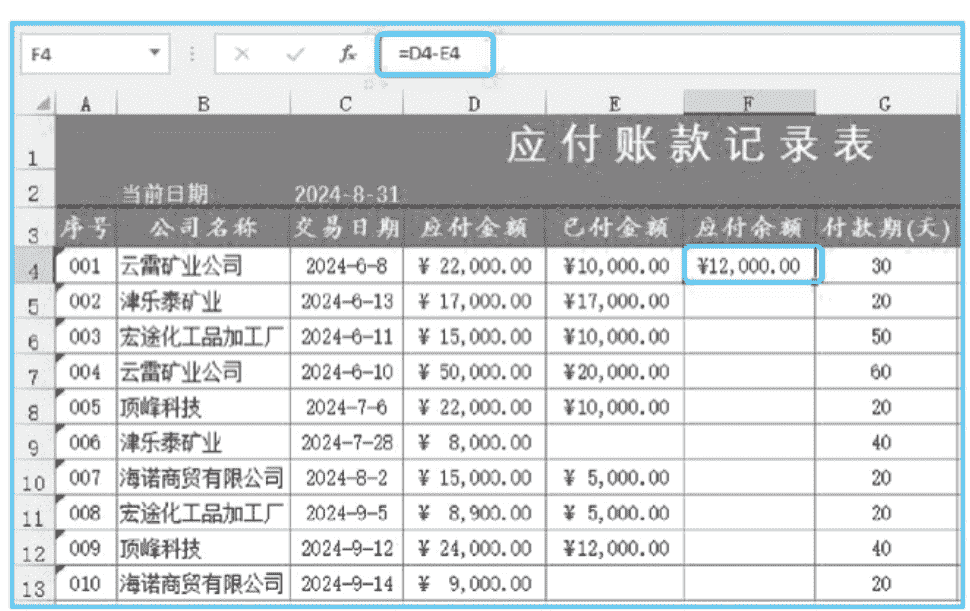 F4 fx =D4-E4
A B C D E F G
1 应付账款记录表
2 当前日期 2024-8-31
3 序号 公司名称 交易日期 应付金额 已付金额 应付余额 付款期(天)
4 001 云雷矿业公司 2024-6-8 ¥ 22,000.00 ¥10,000.00 ¥12,000.00 30
5 002 津乐泰矿业 2024-6-13 ¥ 17,000.00 ¥17,000.00 20
6 003 宏途化工品加工厂 2024-6-11 ¥ 15,000.00 ¥10,000.00 50
7 004 云雷矿业公司 2024-6-10 ¥ 50,000.00 ¥20,000.00 60
8 005 顶峰科技 2024-7-6 ¥ 22,000.00 ¥10,000.00 20
9 006 津乐泰矿业 2024-7-28 ¥ 8,000.00 40
10 007 海诺商贸有限公司 2024-8-2 ¥ 15,000.00 ¥ 5,000.00 20
11 008 宏途化工品加工厂 2024-9-5 ¥ 8,900.00 ¥ 5,000.00 20
12 009 顶峰科技 2024-9-12 ¥ 24,000.00 ¥12,000.00 40
13 010 海诺商贸有限公司 2024-9-14 ¥ 9,000.00 20